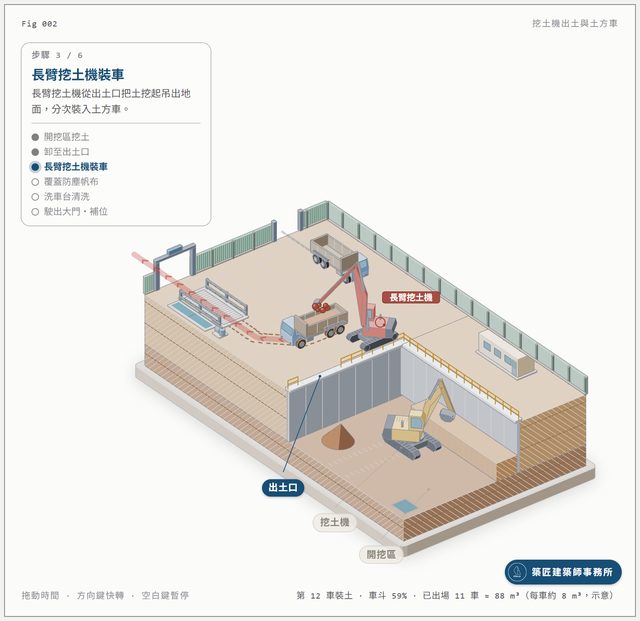 Fig 002
挖土機出土與土方車
步驟 3 / 6
長臂挖土機裝車
長臂挖土機從出土口把土挖起吊出地
面，分次裝入土方車。
開挖區挖土
卸至出土口
長臂挖土機裝車
覆蓋防塵帆布
洗車台清洗
駛出大門・補位
長臂挖土機
出土口
挖土機
開挖區
築匠建築師事務所
拖動時間 · 方向鍵快轉 · 空白鍵暫停
第 12 車裝土 · 車斗 59% · 已出場 11 車 ≈ 88 m³（每車約 8 m³，示意）